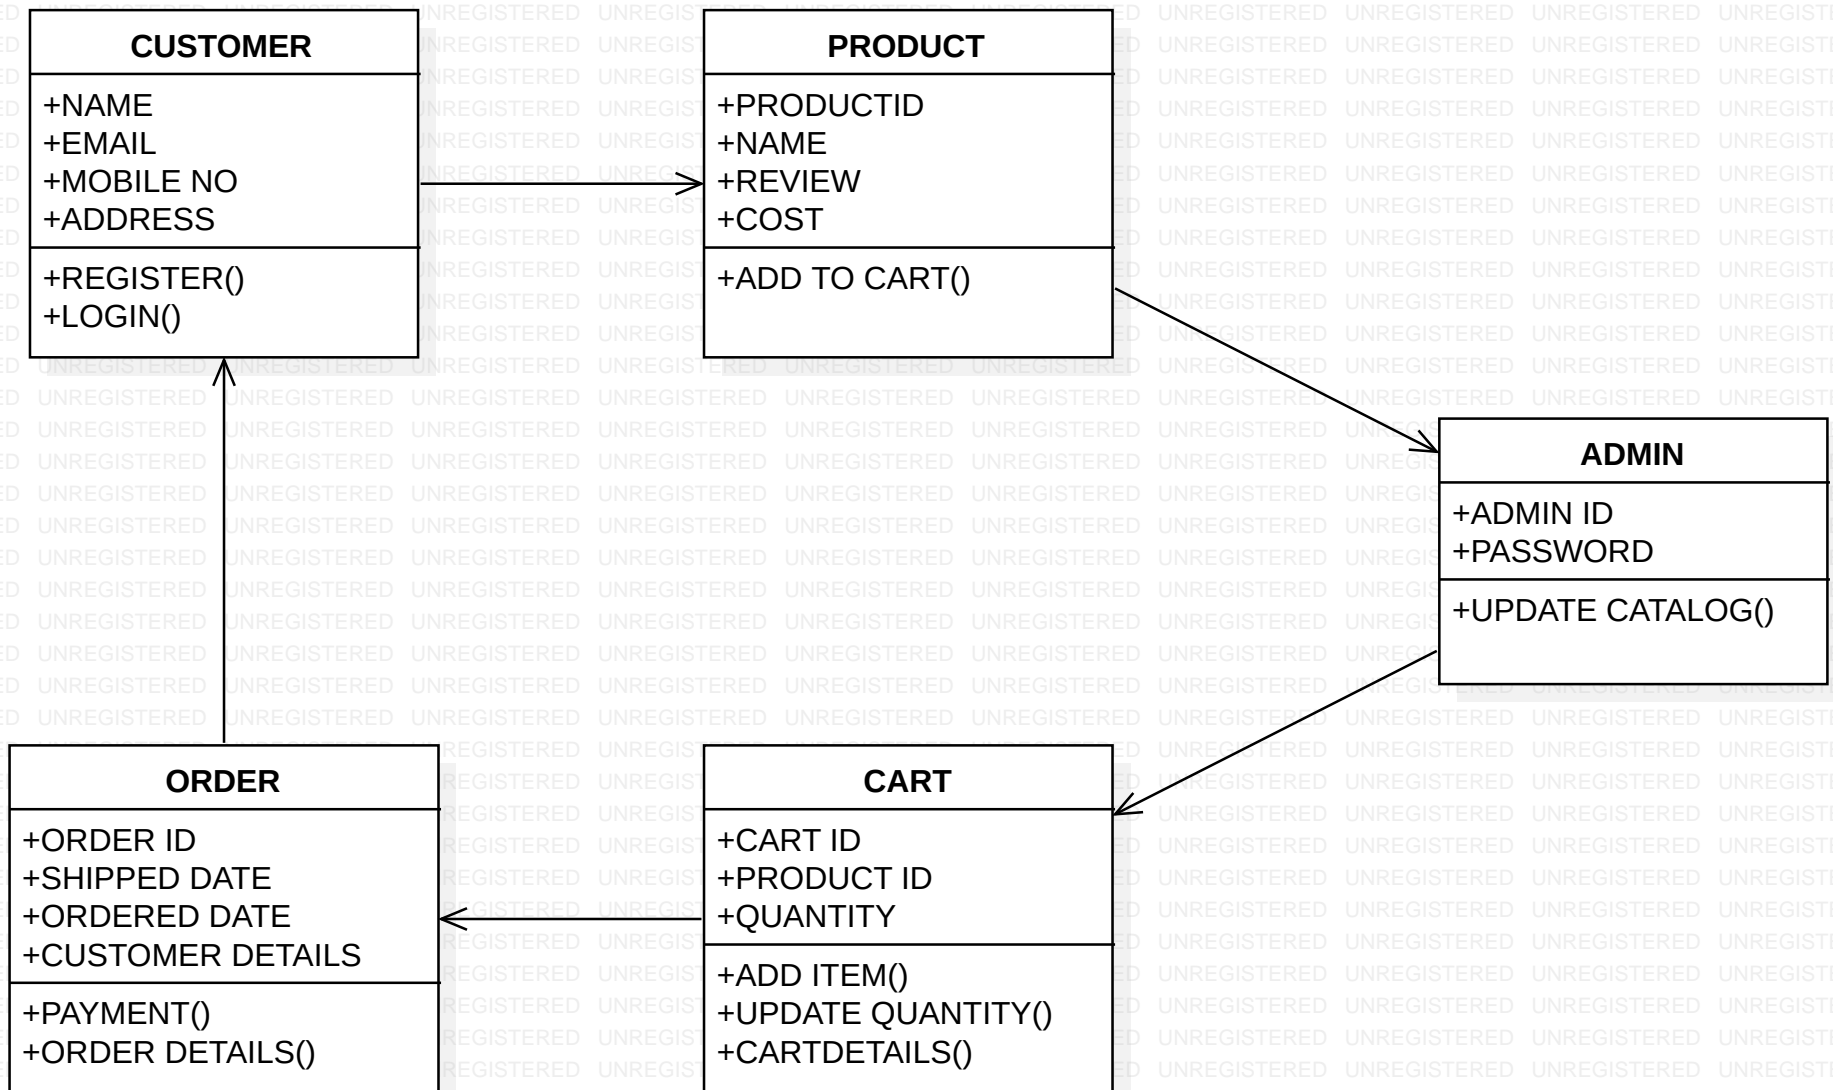 CUSTOMER
+NAME
+EMAIL
+MOBILE NO
+ADDRESS
+REGISTER()
+LOGIN()
PRODUCT
+PRODUCTID
+NAME
+REVIEW
+COST
+ADD TO CART()
ADMIN
+ADMIN ID
+PASSWORD
+UPDATE CATALOG()
ORDER
+ORDER ID
+SHIPPED DATE
+ORDERED DATE
+CUSTOMER DETAILS
+PAYMENT()
+ORDER DETAILS()
CART
+CART ID
+PRODUCT ID
+QUANTITY
+ADD ITEM()
+UPDATE QUANTITY()
+CARTDETAILS()
UNREGISTERED